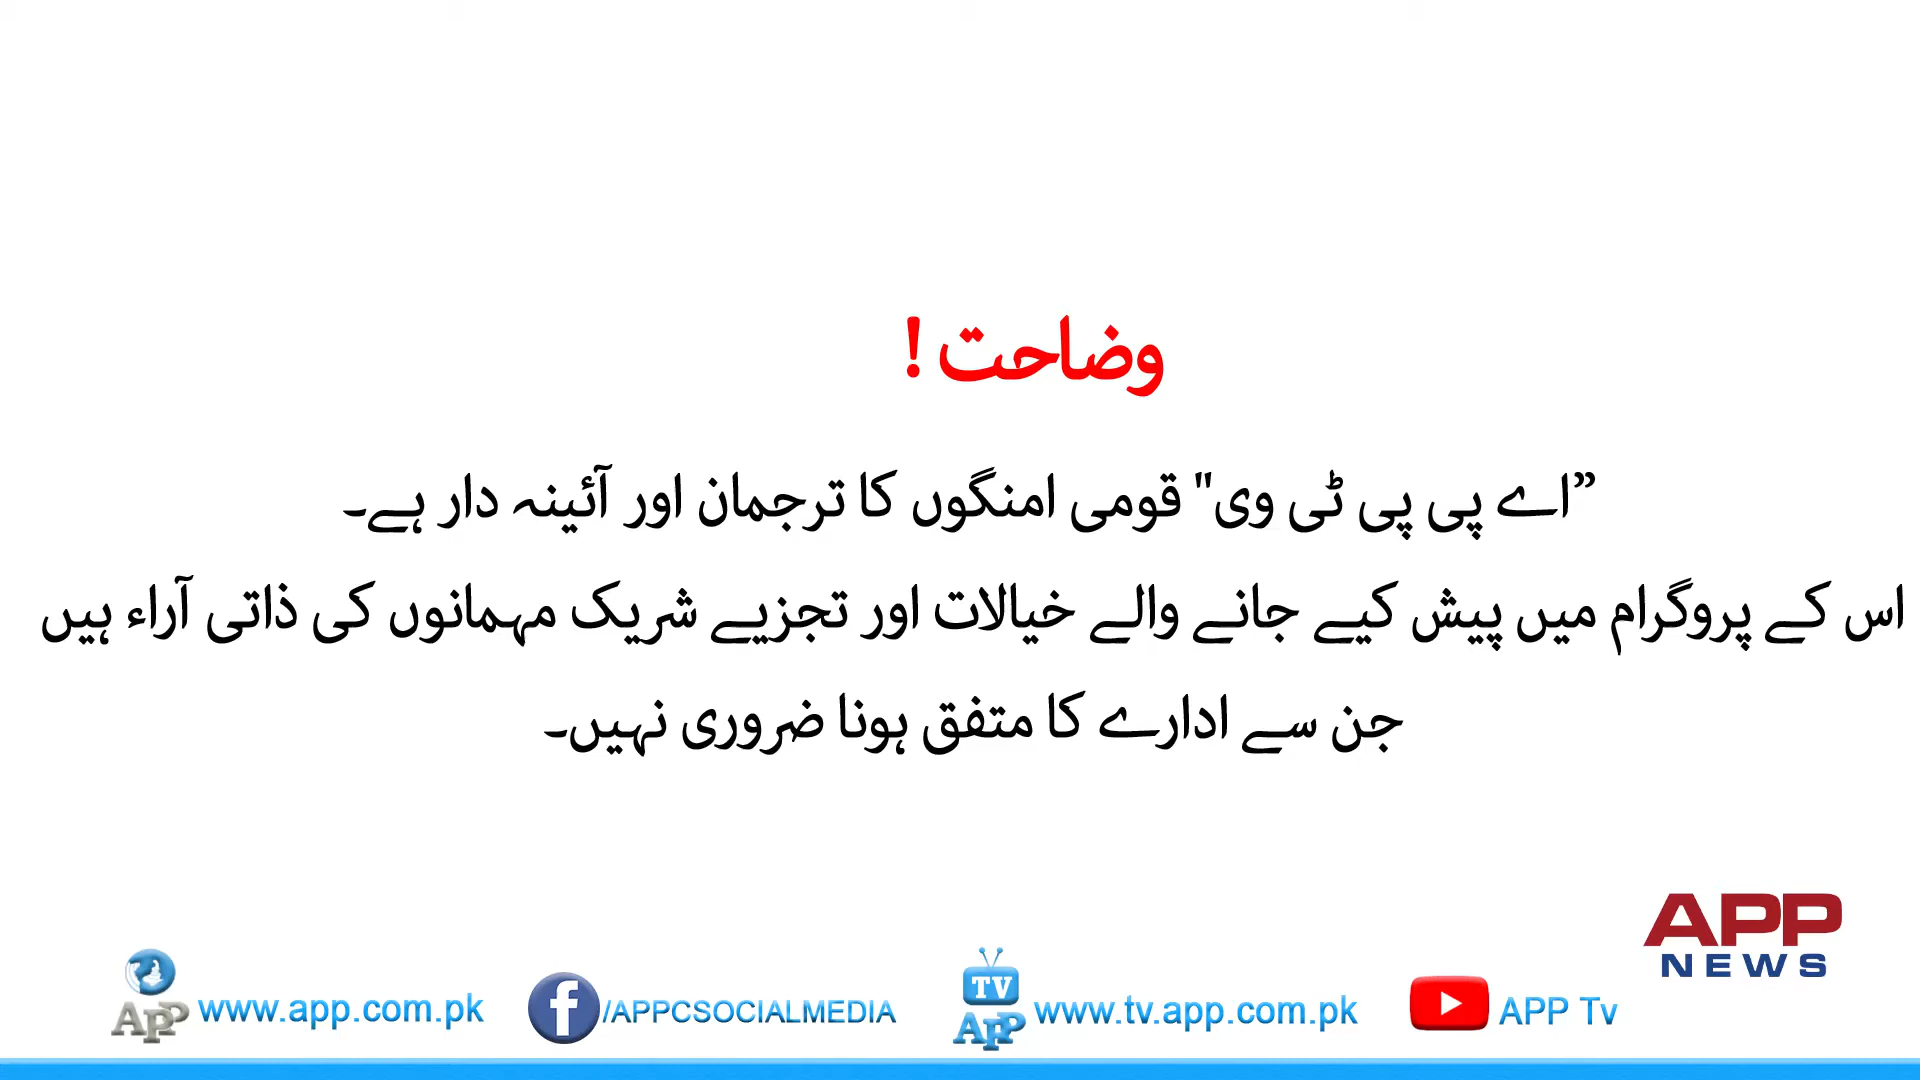 وضاحت !
”اے پی پی ٹی وی" قومی امنگوں کا ترجمان اور آئینہ دار ہے۔
اس کے پروگرام میں پیش کیے جانے والے خیالات اور تجزیے شریک مہمانوں کی ذاتی آراء ہیں
جن سے ادارے کا متفق ہونا ضروری نہیں۔
APP
NEWS
APP www.app.com.pk
f /APPCSOCIALMEDIA
TV
APP www.tv.app.com.pk
APP Tv